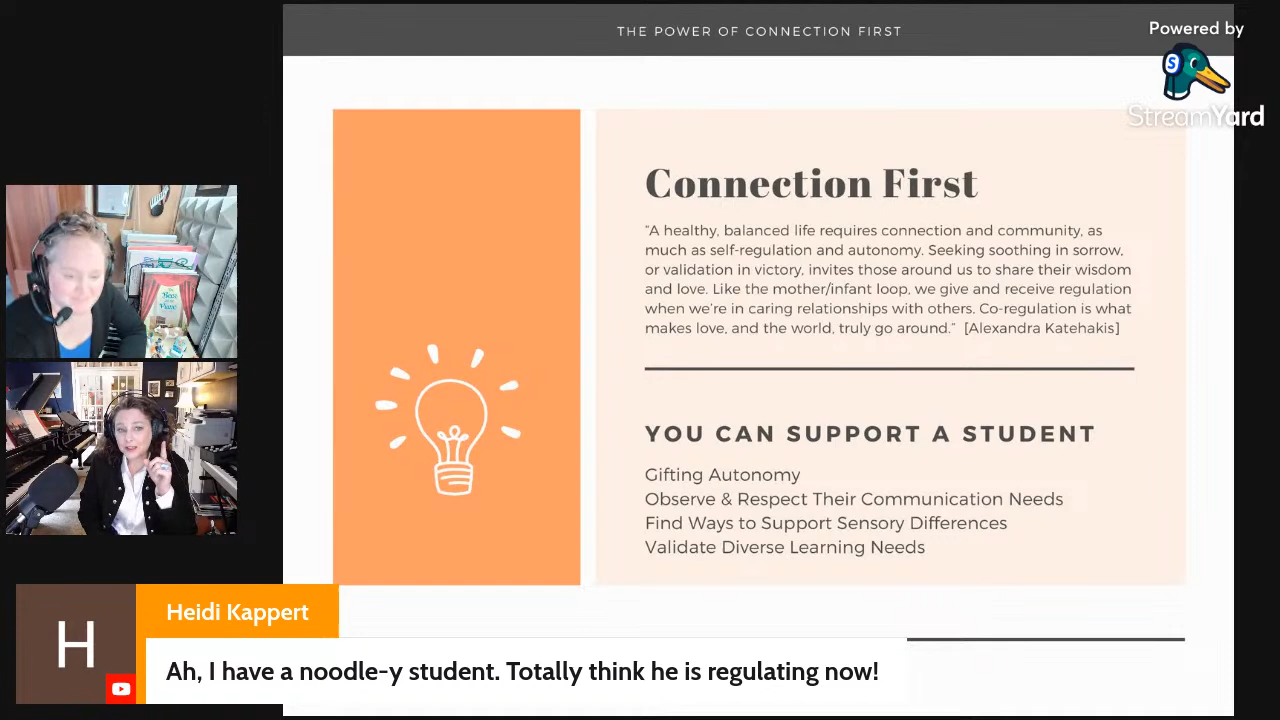 THE POWER OF CONNECTION FIRST
Powered by
S
StreamYard
Connection First
"A healthy, balanced life requires connection and community, as
much as self-regulation and autonomy. Seeking soothing in sorrow,
or validation in victory, invites those around us to share their wisdom
and love. Like the mother/infant loop, we give and receive regulation
when we're in caring relationships with others. Co-regulation is what
makes love, and the world, truly go around." [Alexandra Katehakis]
YOU CAN SUPPORT A STUDENT
Gifting Autonomy
Observe & Respect Their Communication Needs
Find Ways to Support Sensory Differences
Validate Diverse Learning Needs
H
Heidi Kappert
Ah, I have a noodle-y student. Totally think he is regulating now!